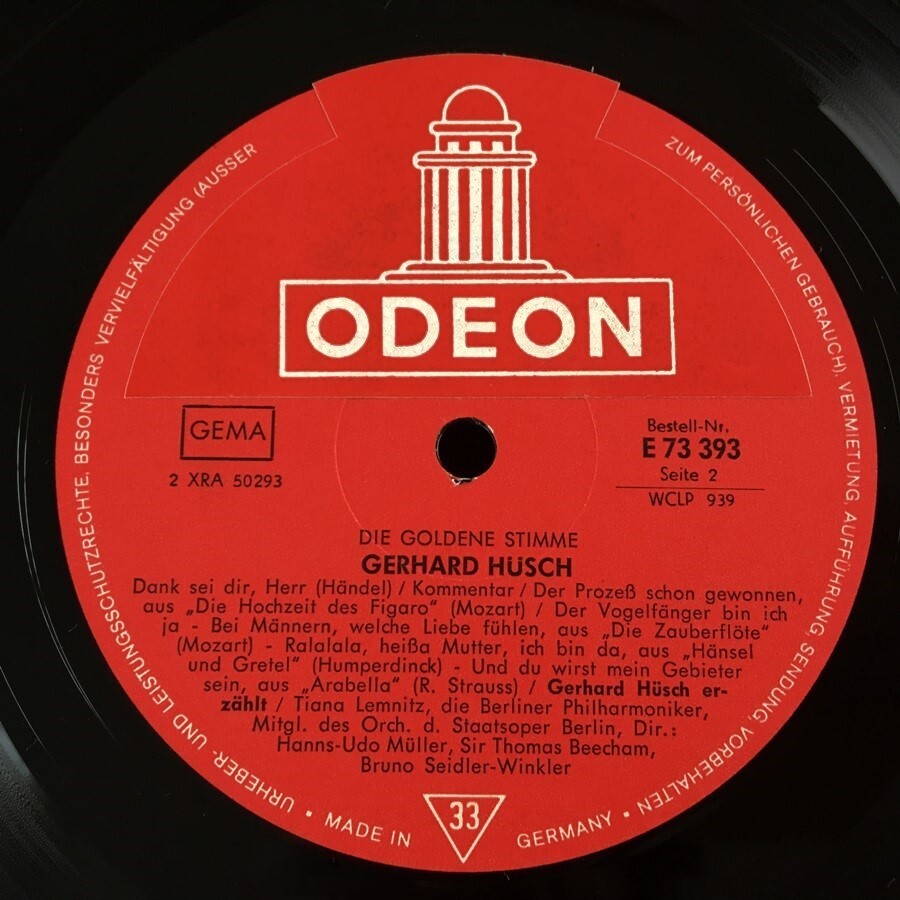 ODEON
GEMA
2 XRA 50293
Bestell-Nr.
E 73 393
Seite 2
WCLP 939
DIE GOLDENE STIMME
GERHARD HÜSCH
Dank sei dir, Herr (Händel) / Kommentar / Der Prozeß schon gewonnen,
aus „Die Hochzeit des Figaro“ (Mozart) / Der Vogelfänger bin ich
ja - Bei Männern, welche Liebe fühlen, aus „Die Zauberflöte“
(Mozart) - Ralalala, heißa Mutter, ich bin da, aus „Hänsel
und Gretel“ (Humperdinck) - Und du wirst mein Gebieter
sein, aus „Arabella“ (R. Strauss) / Gerhard Hüsch er-
zählt / Tiana Lemnitz, die Berliner Philharmoniker,
Mitgl. des Orch. d. Staatsoper Berlin, Dir.:
Hanns-Udo Müller, Sir Thomas Beecham,
Bruno Seidler-Winkler
33
URHEBER- UND LEISTUNGSSCHUTZRECHTE, BESONDERS VERVIELFÄLTIGUNG (AUSSER
ZUM PERSÖNLICHEN GEBRAUCH), VERMIETUNG, AUFFÜHRUNG, SENDUNG, VORBEHALTEN
• MADE IN GERMANY •